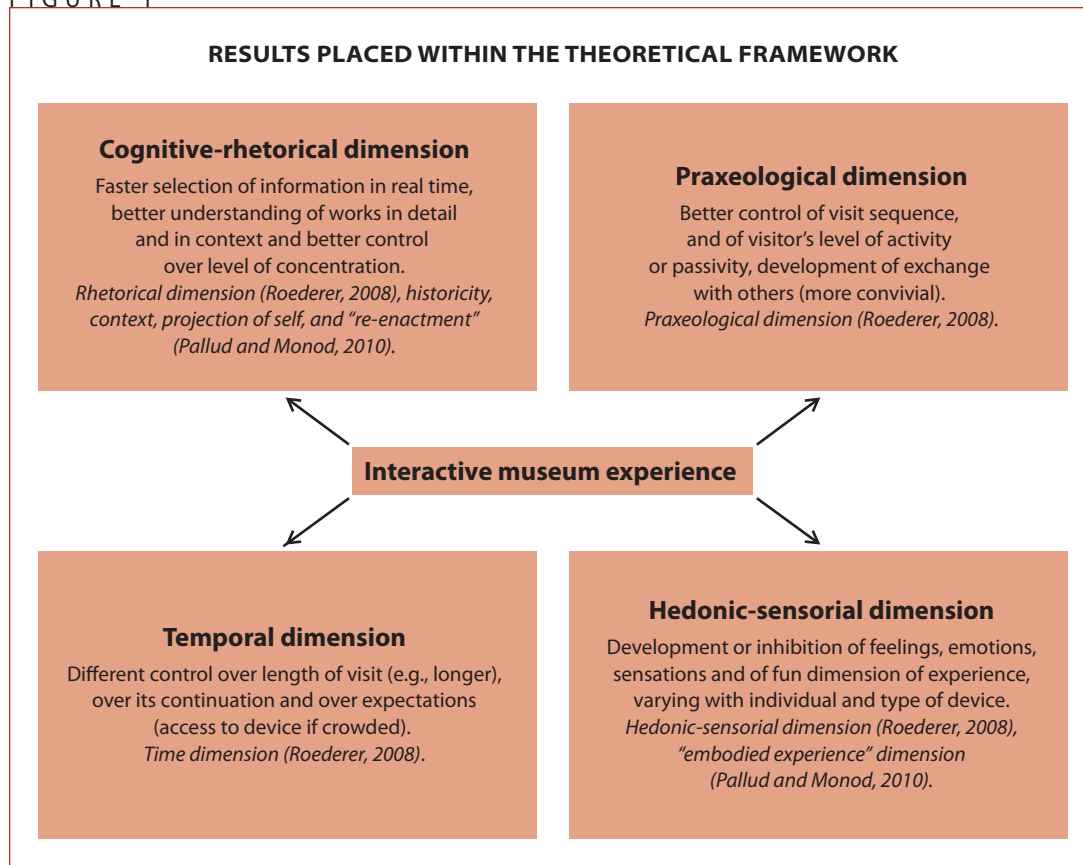 FIGURE 1
RESULTS PLACED WITHIN THE THEORETICAL FRAMEWORK
Cognitive-rhetorical dimension
Faster selection of information in real time,
better understanding of works in detail
and in context and better control
over level of concentration.
Rhetorical dimension (Roederer, 2008), historicity,
context, projection of self, and “re-enactment”
(Pallud and Monod, 2010).
Praxeological dimension
Better control of visit sequence,
and of visitor’s level of activity
or passivity, development of exchange
with others (more convivial).
Praxeological dimension (Roederer, 2008).
Interactive museum experience
Temporal dimension
Different control over length of visit (e.g., longer),
over its continuation and over expectations
(access to device if crowded).
Time dimension (Roederer, 2008).
Hedonic-sensorial dimension
Development or inhibition of feelings, emotions,
sensations and of fun dimension of experience,
varying with individual and type of device.
Hedonic-sensorial dimension (Roederer, 2008),
“embodied experience” dimension
(Pallud and Monod, 2010).